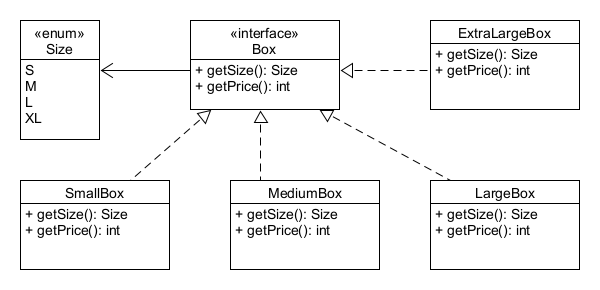 «enum»
Size
S
M
L
XL
«interface»
Box
+ getSize(): Size
+ getPrice(): int
ExtraLargeBox
+ getSize(): Size
+ getPrice(): int
SmallBox
+ getSize(): Size
+ getPrice(): int
MediumBox
+ getSize(): Size
+ getPrice(): int
LargeBox
+ getSize(): Size
+ getPrice(): int